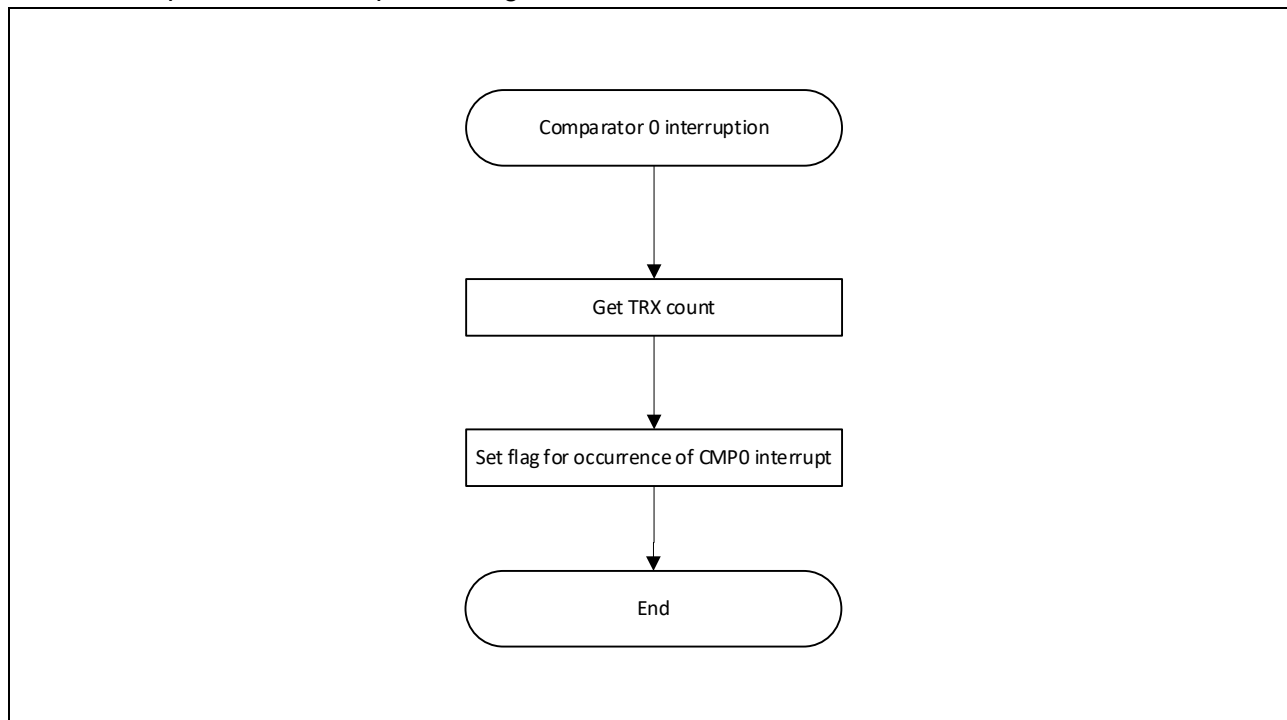 Comparator 0 interruption
Get TRX count
Set flag for occurrence of CMP0 interrupt
End